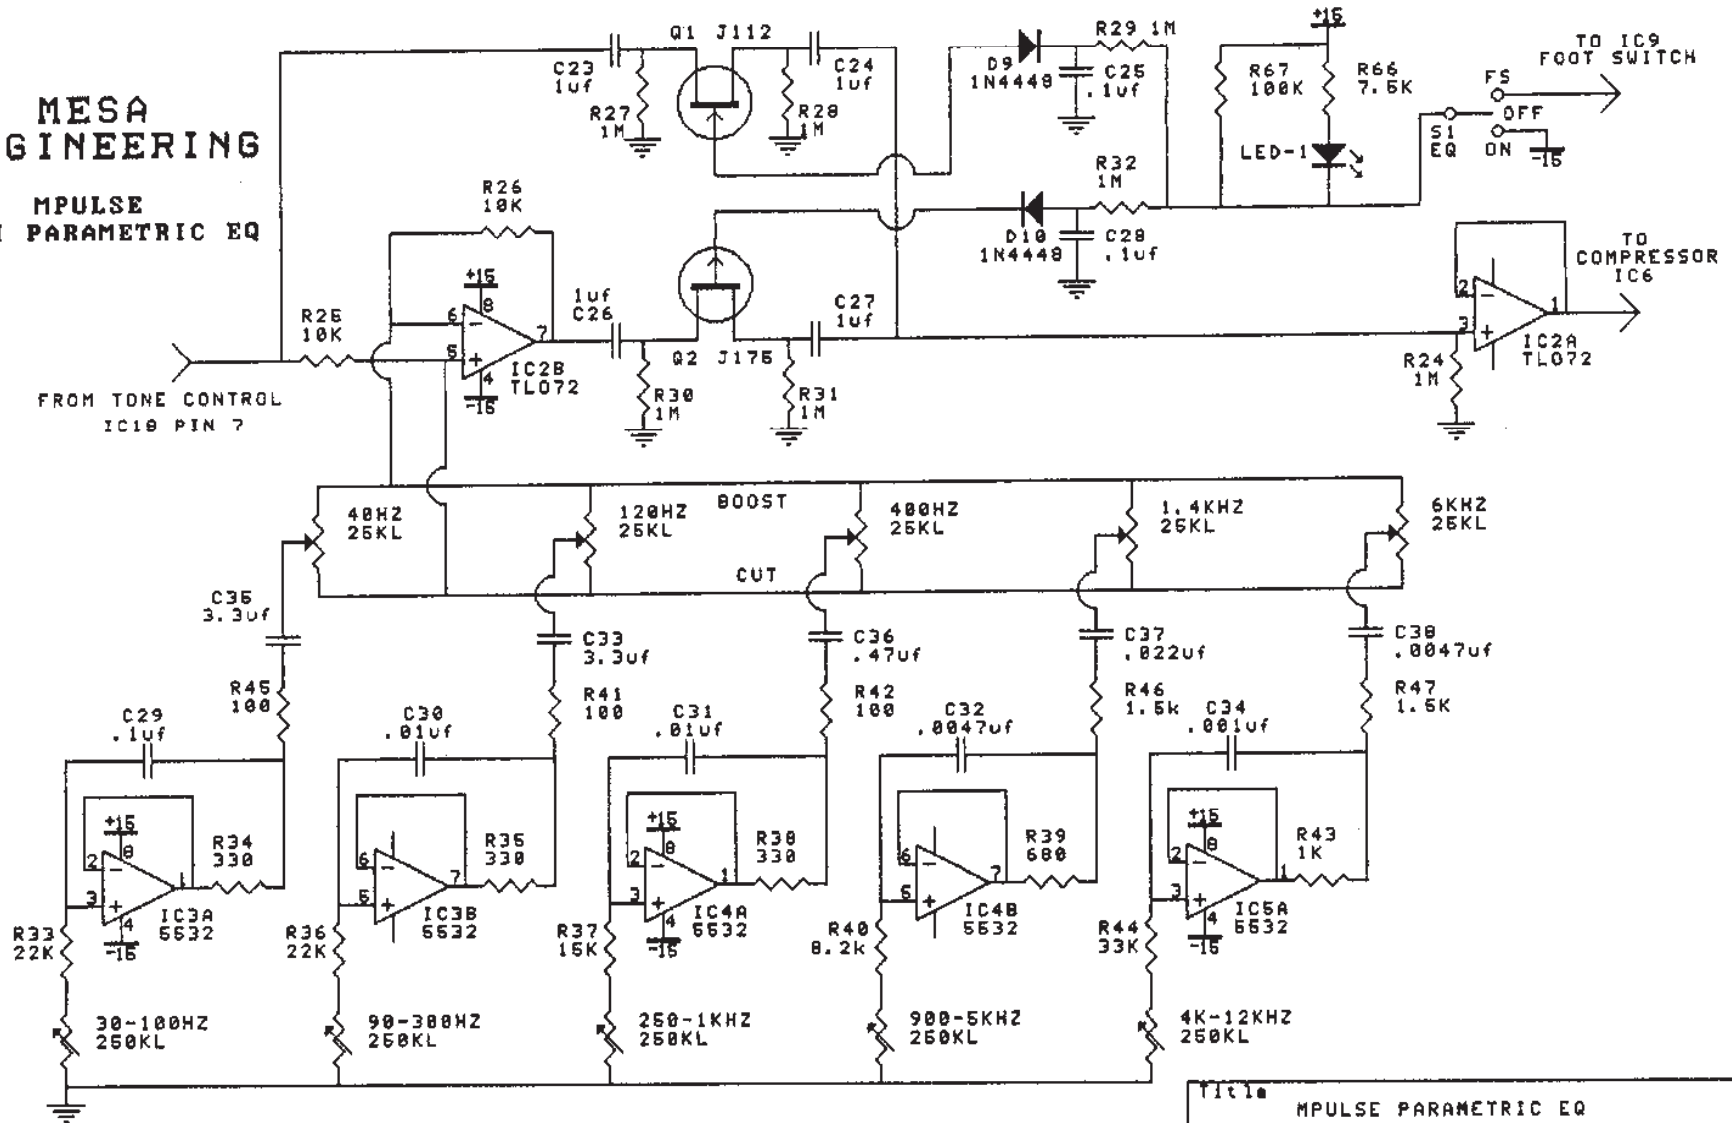 MESA
GINEERING
MPULSE
PARAMETRIC EQ
Q1 J112
C23
1uf
R27
1M
R28
1M
C24
1uf
D9
1N4448
R29 1M
C25
.1uf
+15
R67
100K
R66
7.5K
LED-1
TO IC9
FOOT SWITCH
FS
OFF
ON
S1
EQ
-15
R32
1M
D10
1N4448
C28
.1uf
R26
10K
R25
10K
+15
8
6
5
7
4
-15
IC2B
TL072
1uf
C26
Q2 J175
C27
1uf
R30
1M
R31
1M
FROM TONE CONTROL
IC18 PIN 7
TO
COMPRESSOR
IC6
2
3
1
IC2A
TL072
R24
1M
BOOST
CUT
40HZ
25KL
120HZ
25KL
400HZ
25KL
1.4KHZ
25KL
6KHZ
25KL
C35
3.3uf
C33
3.3uf
C36
.47uf
C37
.022uf
C38
.0047uf
R45
100
R41
100
R42
100
R46
1.5k
R47
1.5K
C29
.1uf
C30
.01uf
C31
.01uf
C32
.0047uf
C34
.001uf
+15
8
2
3
1
4
-15
R34
330
IC3A
5532
6
5
7
R35
330
IC3B
5532
+15
8
2
3
1
4
-15
R38
330
IC4A
5532
6
5
7
R39
680
IC4B
5532
+15
8
2
3
1
4
-15
R43
1K
IC5A
5532
R33
22K
R36
22K
R37
15K
R40
8.2k
R44
33K
30-100HZ
250KL
90-300HZ
250KL
250-1KHZ
250KL
900-5KHZ
250KL
4K-12KHZ
250KL
Title
MPULSE PARAMETRIC EQ